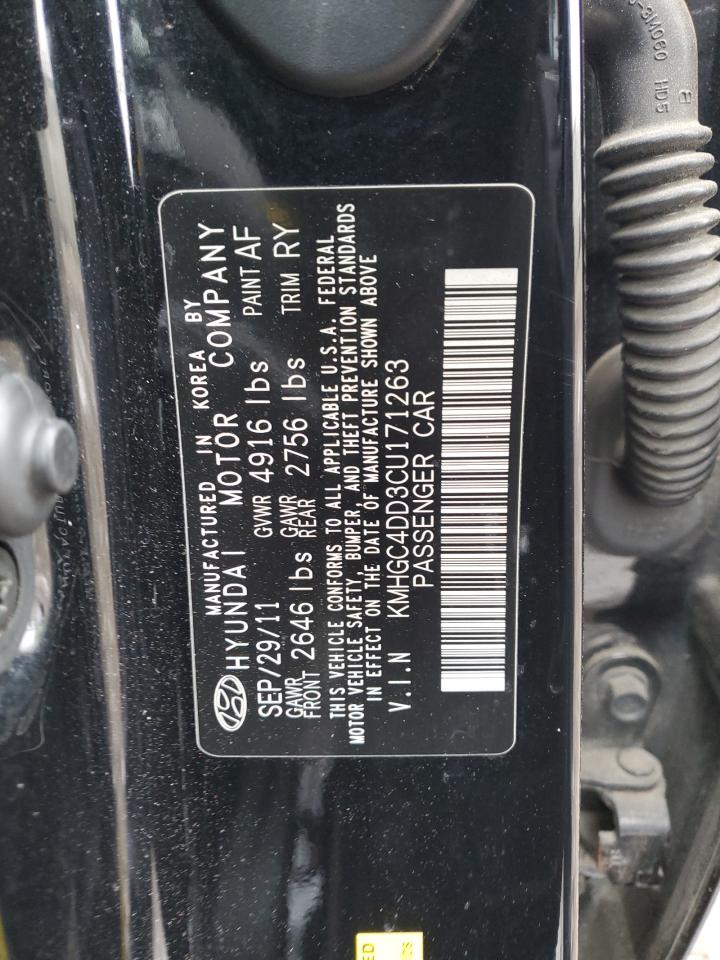 MANUFACTURED IN KOREA BY
HYUNDAI MOTOR COMPANY
SEP/29/11 GVWR 4916 lbs PAINT AF
GAWR FRONT 2646 lbs GAWR REAR 2756 lbs TRIM RY
THIS VEHICLE CONFORMS TO ALL APPLICABLE U.S.A. FEDERAL
MOTOR VEHICLE SAFETY, BUMPER, AND THEFT PREVENTION STANDARDS
IN EFFECT ON THE DATE OF MANUFACTURE SHOWN ABOVE
V.I.N KMHGC4DD3CU171263
PASSENGER CAR
HD5
ED